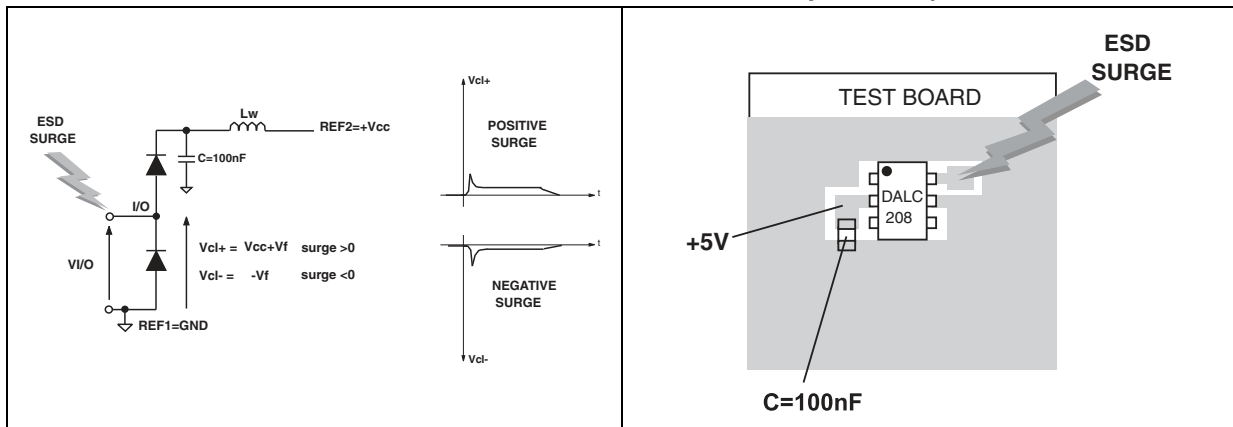 ESD
SURGE
I/O
VI/O
Lw
REF2=+Vcc
C=100nF
Vcl+ = Vcc+Vf surge >0
Vcl- = -Vf surge <0
REF1=GND
Vcl+
POSITIVE
SURGE
t
t
NEGATIVE
SURGE
Vcl-
ESD
SURGE
TEST BOARD
DALC
208
+5V
C=100nF